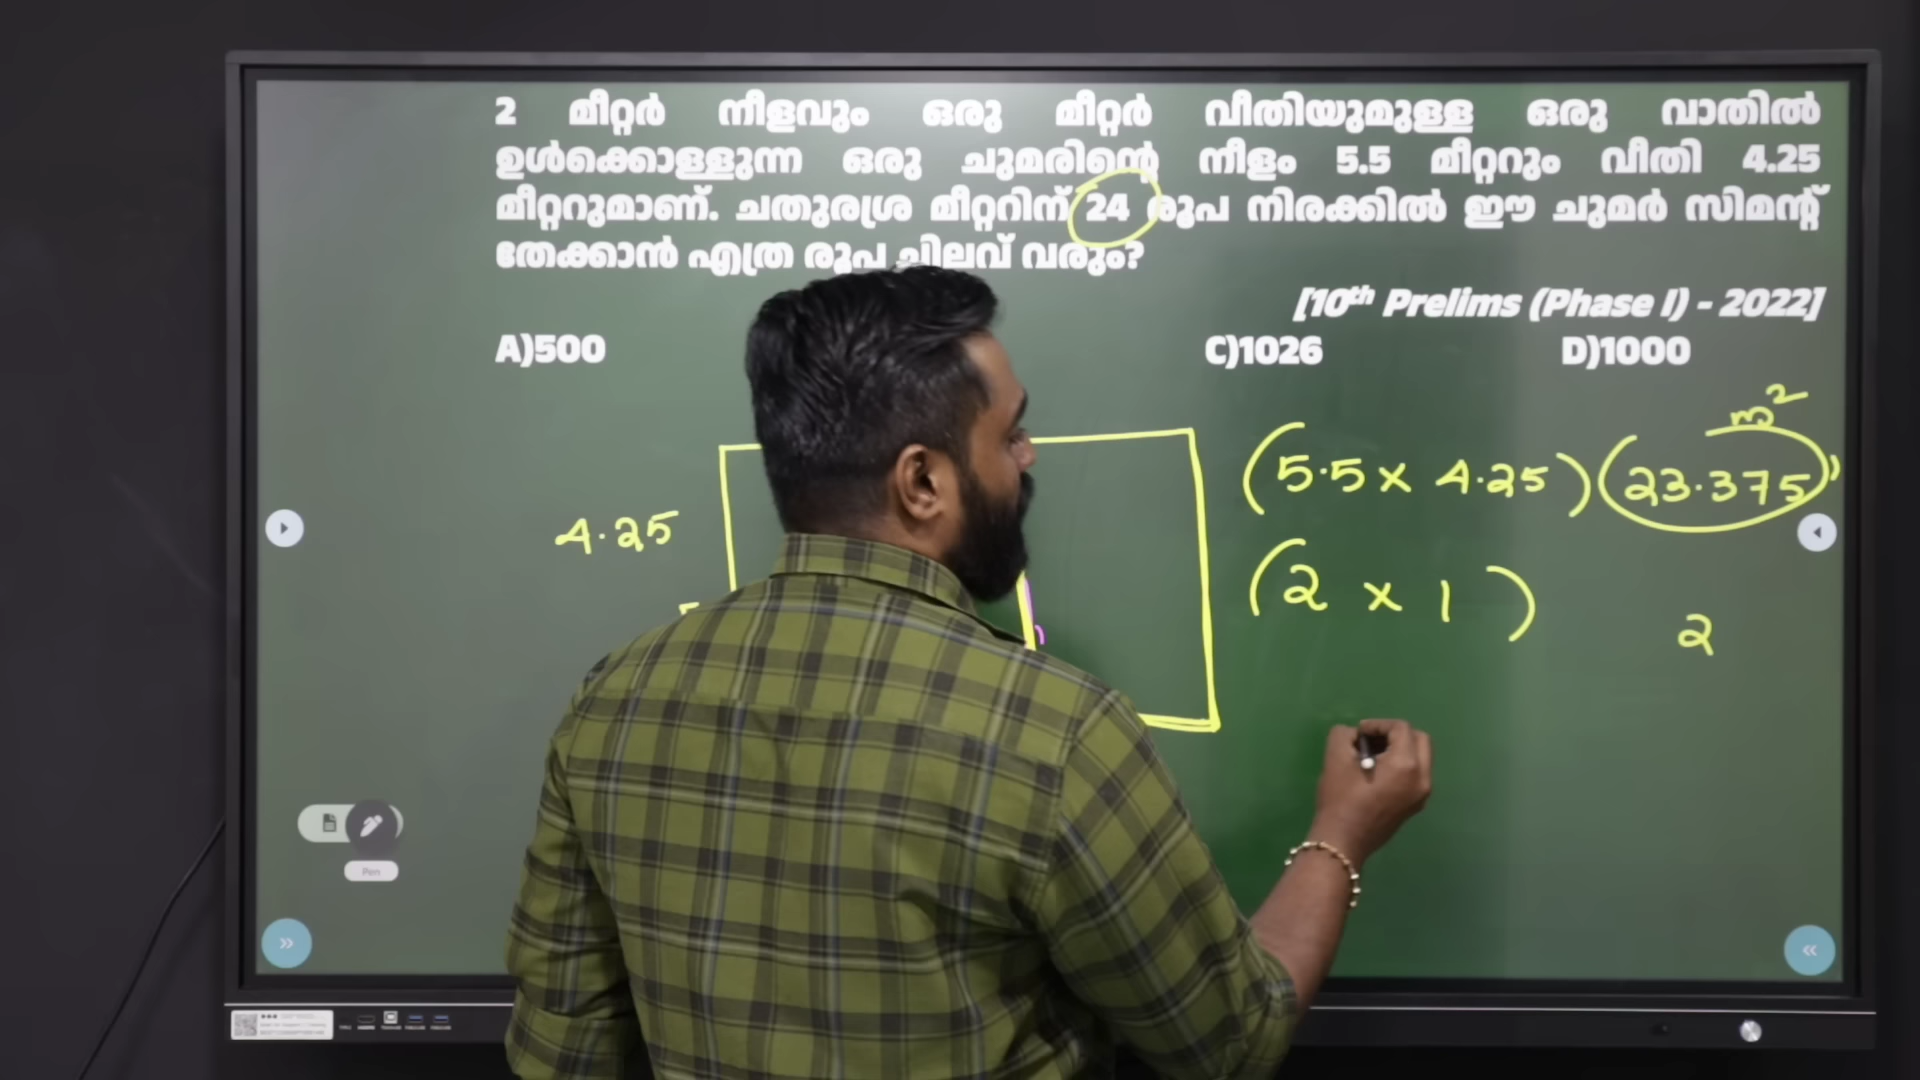 2 മീറ്റർ നീളവും ഒരു മീറ്റർ വീതിയുമുള്ള ഒരു വാതിൽ
ഉൾക്കൊള്ളുന്ന ഒരു ചുമരിന്റെ നീളം 5.5 മീറ്ററും വീതി 4.25
മീറ്ററുമാണ്. ചതുരശ്ര മീറ്ററിന് 24 രൂപ നിരക്കിൽ ഈ ചുമർ സിമന്റ്
തേക്കാൻ എത്ര രൂപ ചിലവ് വരും?
[10th Prelims (Phase I) - 2022]
A)500 C)1026 D)1000
m²
(5.5 x 4.25) (23.375)
4.25
(2 x 1) 2
Pen